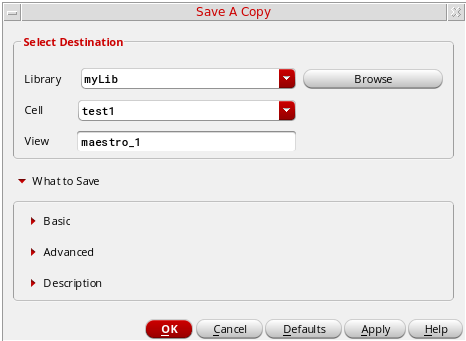 Save A Copy
Select Destination
Library myLib Browse
Cell test1
View maestro_1
What to Save
Basic
Advanced
Description
OK Cancel Defaults Apply Help